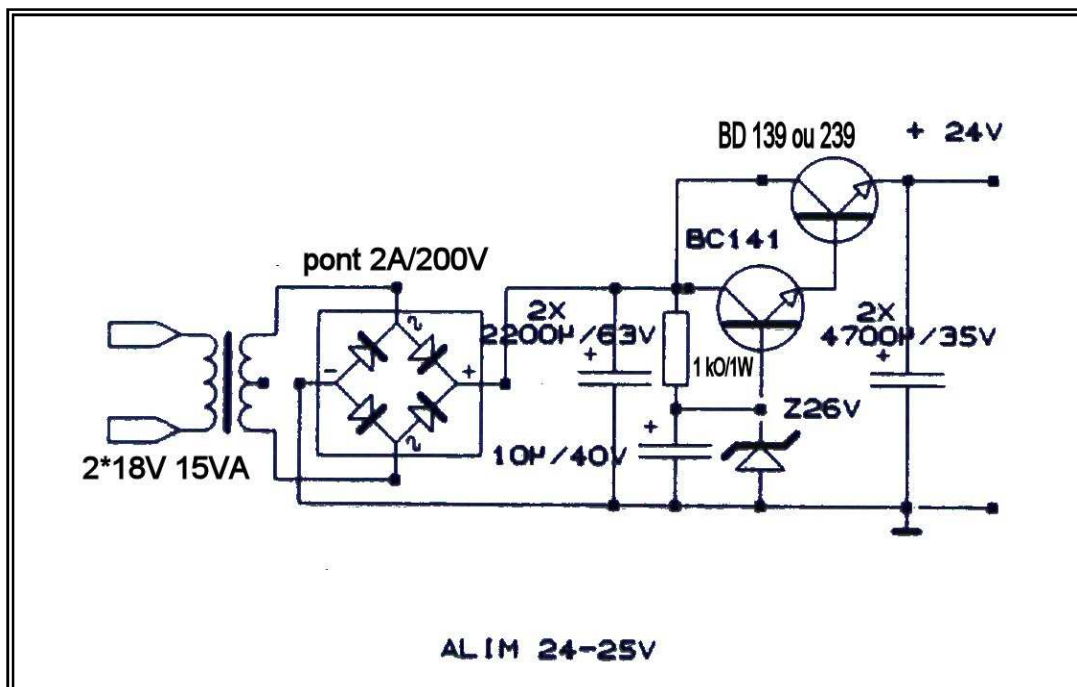 BD 139 ou 239
+ 24V
BC141
pont 2A/200V
2X
2200µ/63V
+
2X
4700µ/35V
+
~
-
+
~
1 kO/1W
+
Z26V
10µ/40V
2*18V 15VA
ALIM 24-25V